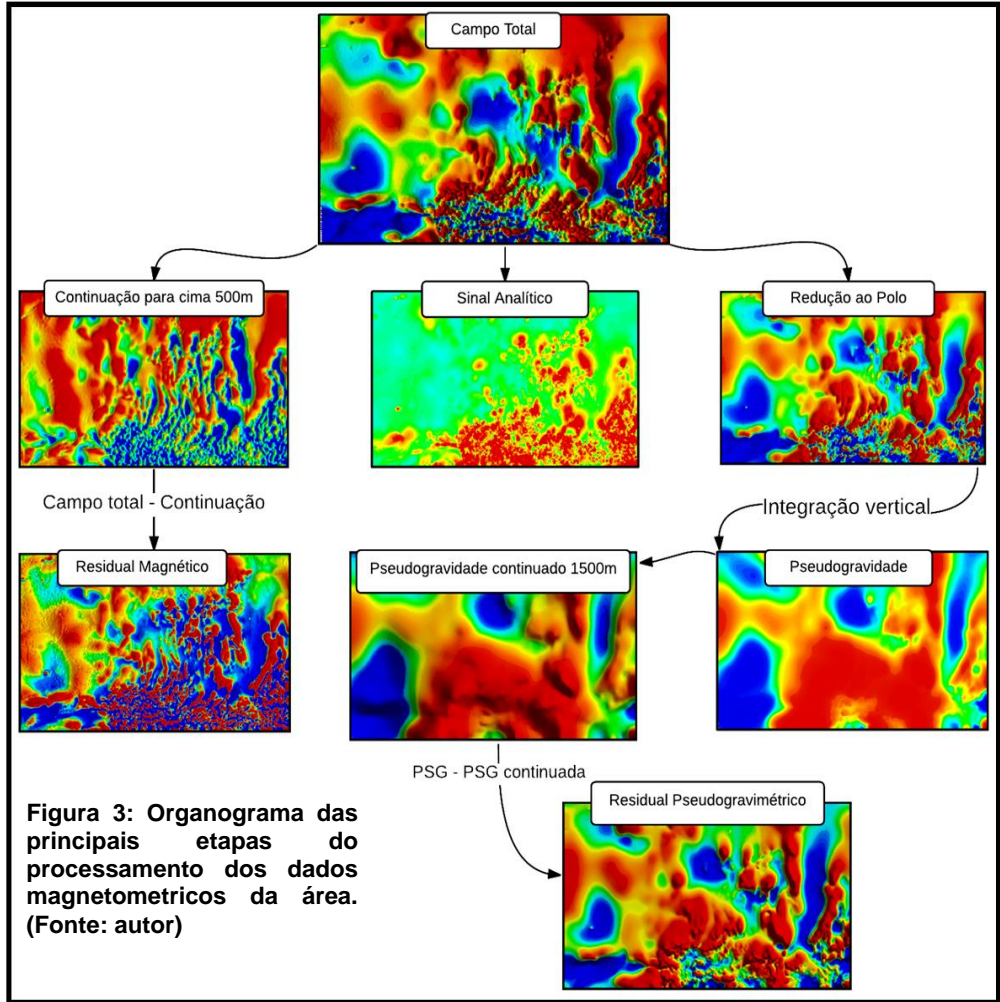 Campo Total
Continuação para cima 500m
Sinal Analítico
Redução ao Polo
Campo total - Continuação
Integração vertical
Residual Magnético
Pseudogravidade continuado 1500m
Pseudogravidade
PSG - PSG continuada
Residual Pseudogravimétrico
Figura 3: Organograma das
principais etapas do
processamento dos dados
magnetometricos da área.
(Fonte: autor)